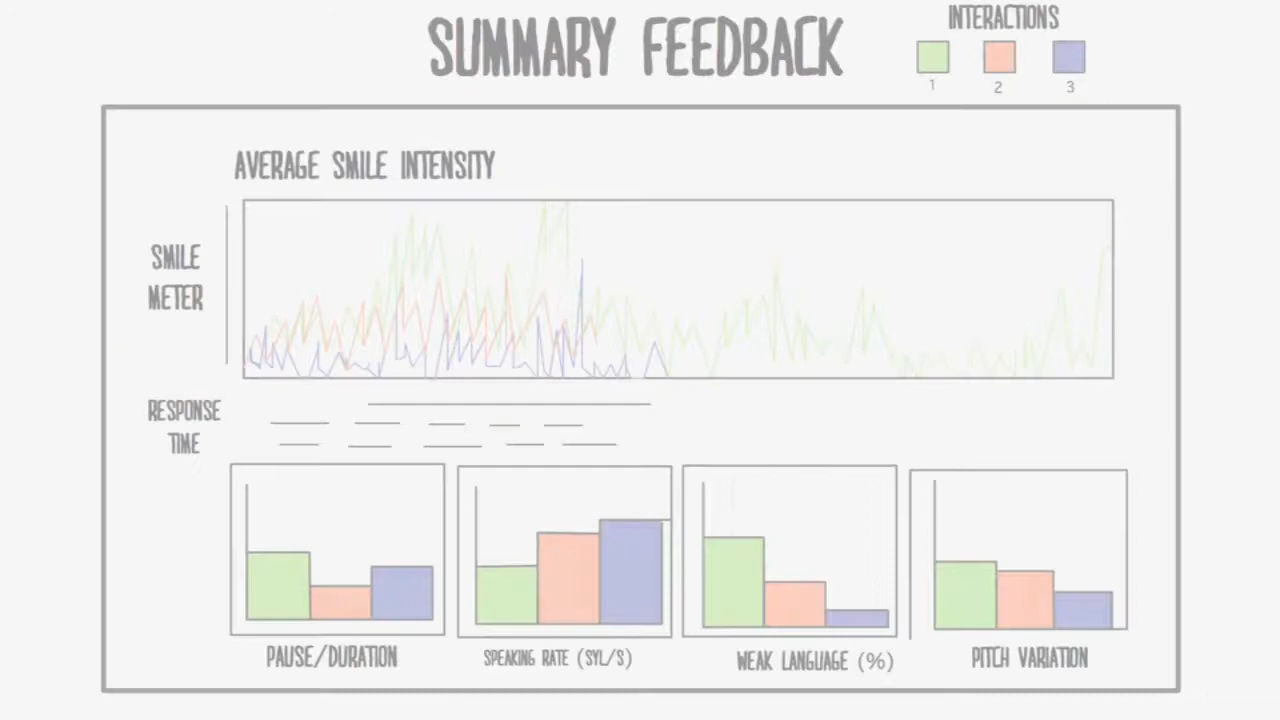 SUMMARY FEEDBACK
INTERACTIONS
1 2 3
AVERAGE SMILE INTENSITY
SMILE
METER
RESPONSE
TIME
PAUSE/DURATION
SPEAKING RATE (SYL/S)
WEAK LANGUAGE (%)
PITCH VARIATION